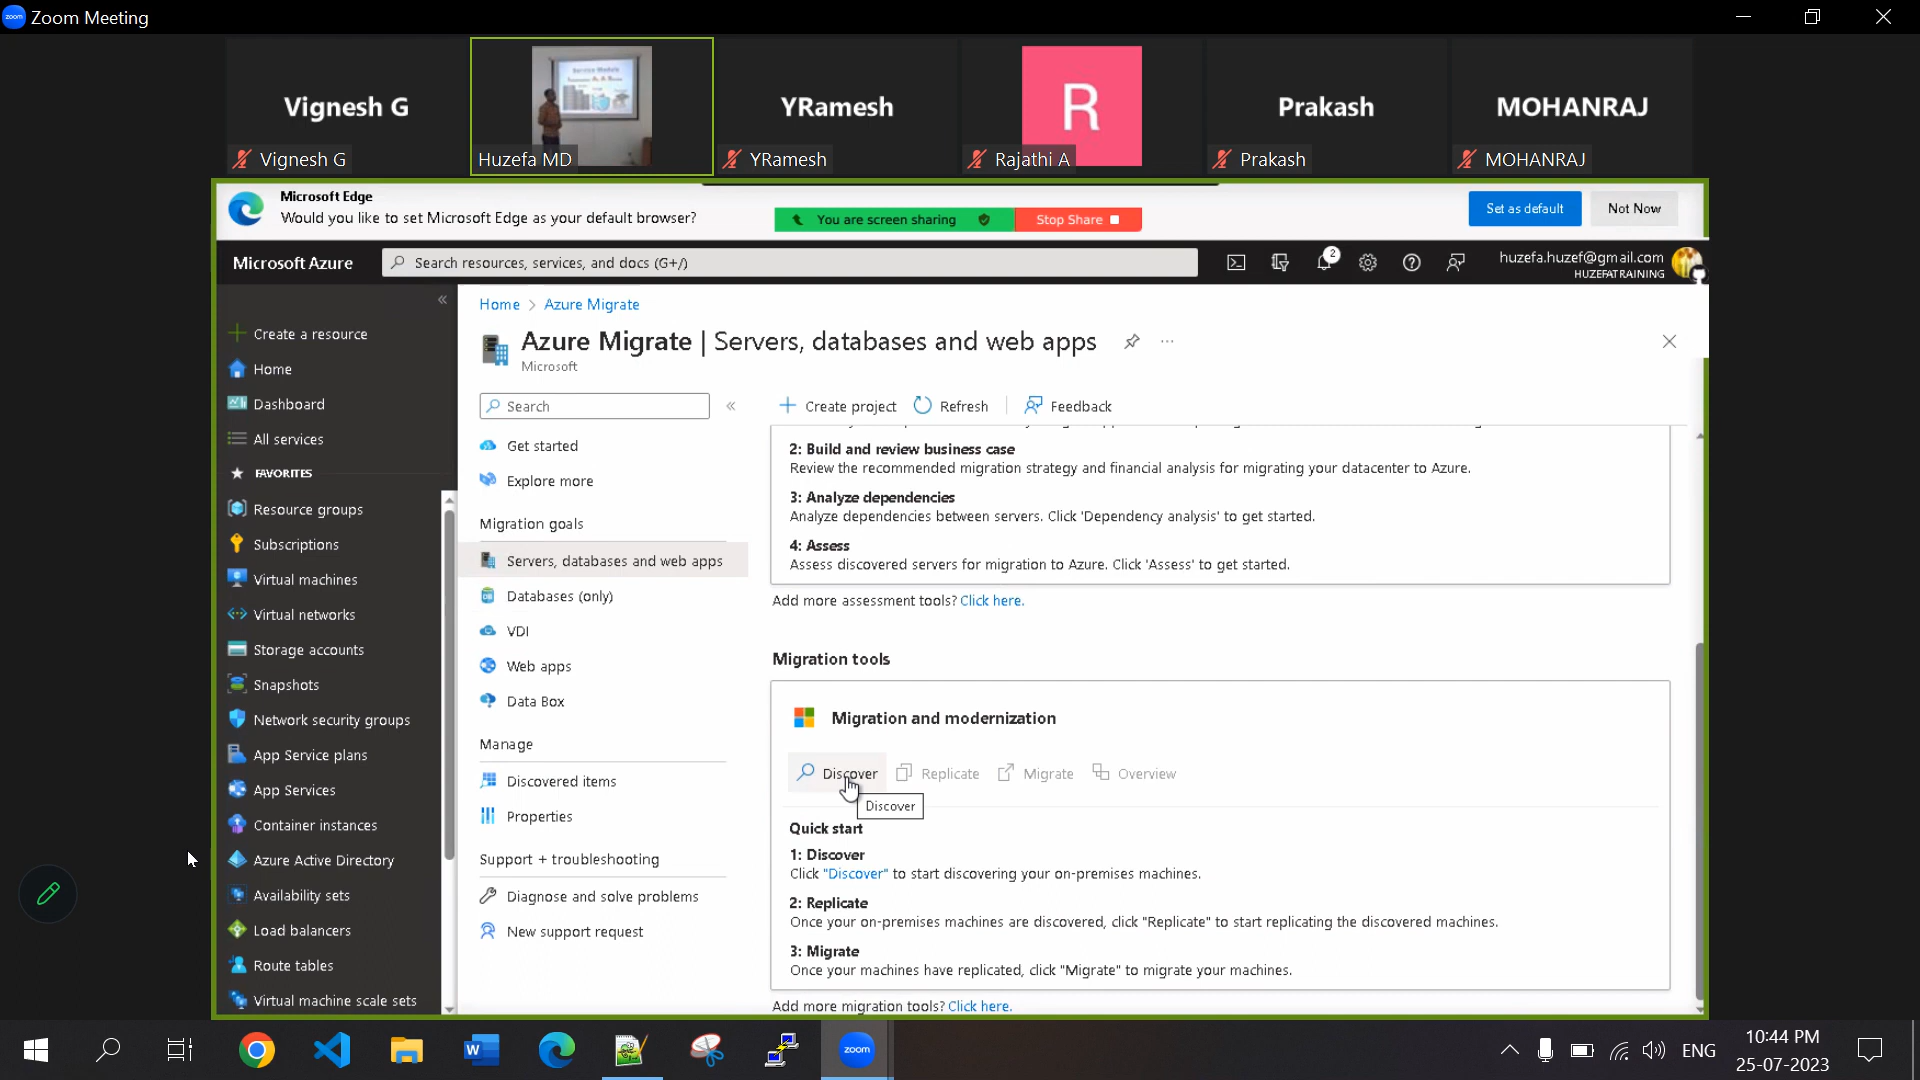 zoom Zoom Meeting
Vignesh G
Service Models
YRamesh
R
Prakash
MOHANRAJ
Vignesh G
Huzefa MD
YRamesh
Rajathi A
Prakash
MOHANRAJ
Microsoft Edge
Would you like to set Microsoft Edge as your default browser?
You are screen sharing
Stop Share
Set as default
Not Now
Microsoft Azure
Search resources, services, and docs (G+/)
2
huzefa.huzef@gmail.com
HUZEFATRAINING
Create a resource
Home
Dashboard
All services
FAVORITES
Resource groups
Subscriptions
Virtual machines
Virtual networks
Storage accounts
Snapshots
Network security groups
App Service plans
App Services
Container instances
Azure Active Directory
Availability sets
Load balancers
Route tables
Virtual machine scale sets
Home > Azure Migrate
Azure Migrate | Servers, databases and web apps
Microsoft
Search
Get started
Explore more
Migration goals
Servers, databases and web apps
Databases (only)
VDI
Web apps
Data Box
Manage
Discovered items
Properties
Support + troubleshooting
Diagnose and solve problems
New support request
Create project
Refresh
Feedback
2: Build and review business case
Review the recommended migration strategy and financial analysis for migrating your datacenter to Azure.
3: Analyze dependencies
Analyze dependencies between servers. Click 'Dependency analysis' to get started.
4: Assess
Assess discovered servers for migration to Azure. Click 'Assess' to get started.
Add more assessment tools? Click here.
Migration tools
Migration and modernization
Discover
Replicate
Migrate
Overview
Discover
Quick start
1: Discover
Click "Discover" to start discovering your on-premises machines.
2: Replicate
Once your on-premises machines are discovered, click "Replicate" to start replicating the discovered machines.
3: Migrate
Once your machines have replicated, click "Migrate" to migrate your machines.
Add more migration tools? Click here.
W
zoom
ENG
10:44 PM
25-07-2023